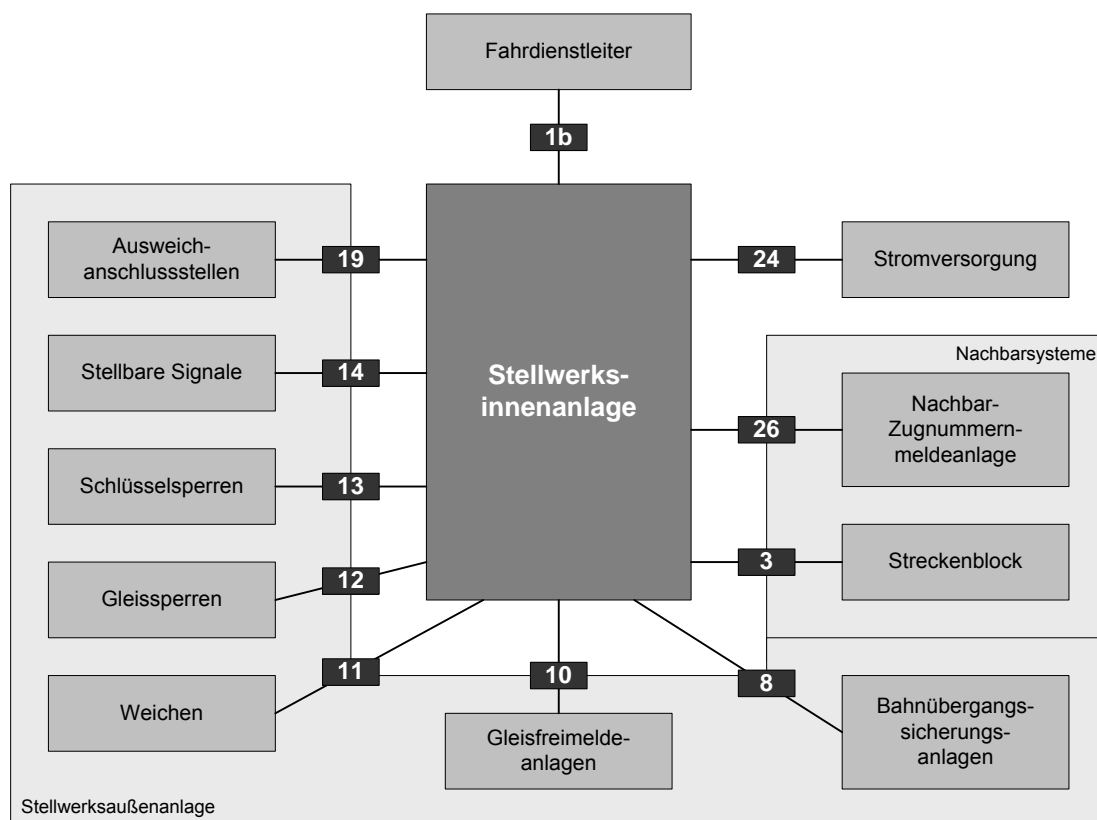 Fahrdienstleiter
1b
Ausweich-
anschlussstellen
19
24
Stromversorgung
Nachbarsysteme
Stellbare Signale
14
Stellwerks-
innenanlage
26
Nachbar-
Zugnummern-
meldeanlage
Schlüsselsperren
13
3
Streckenblock
Gleissperren
12
11
10
8
Weichen
Gleisfreimelde-
anlagen
Bahnübergangs-
sicherungs-
anlagen
Stellwerksaußenanlage